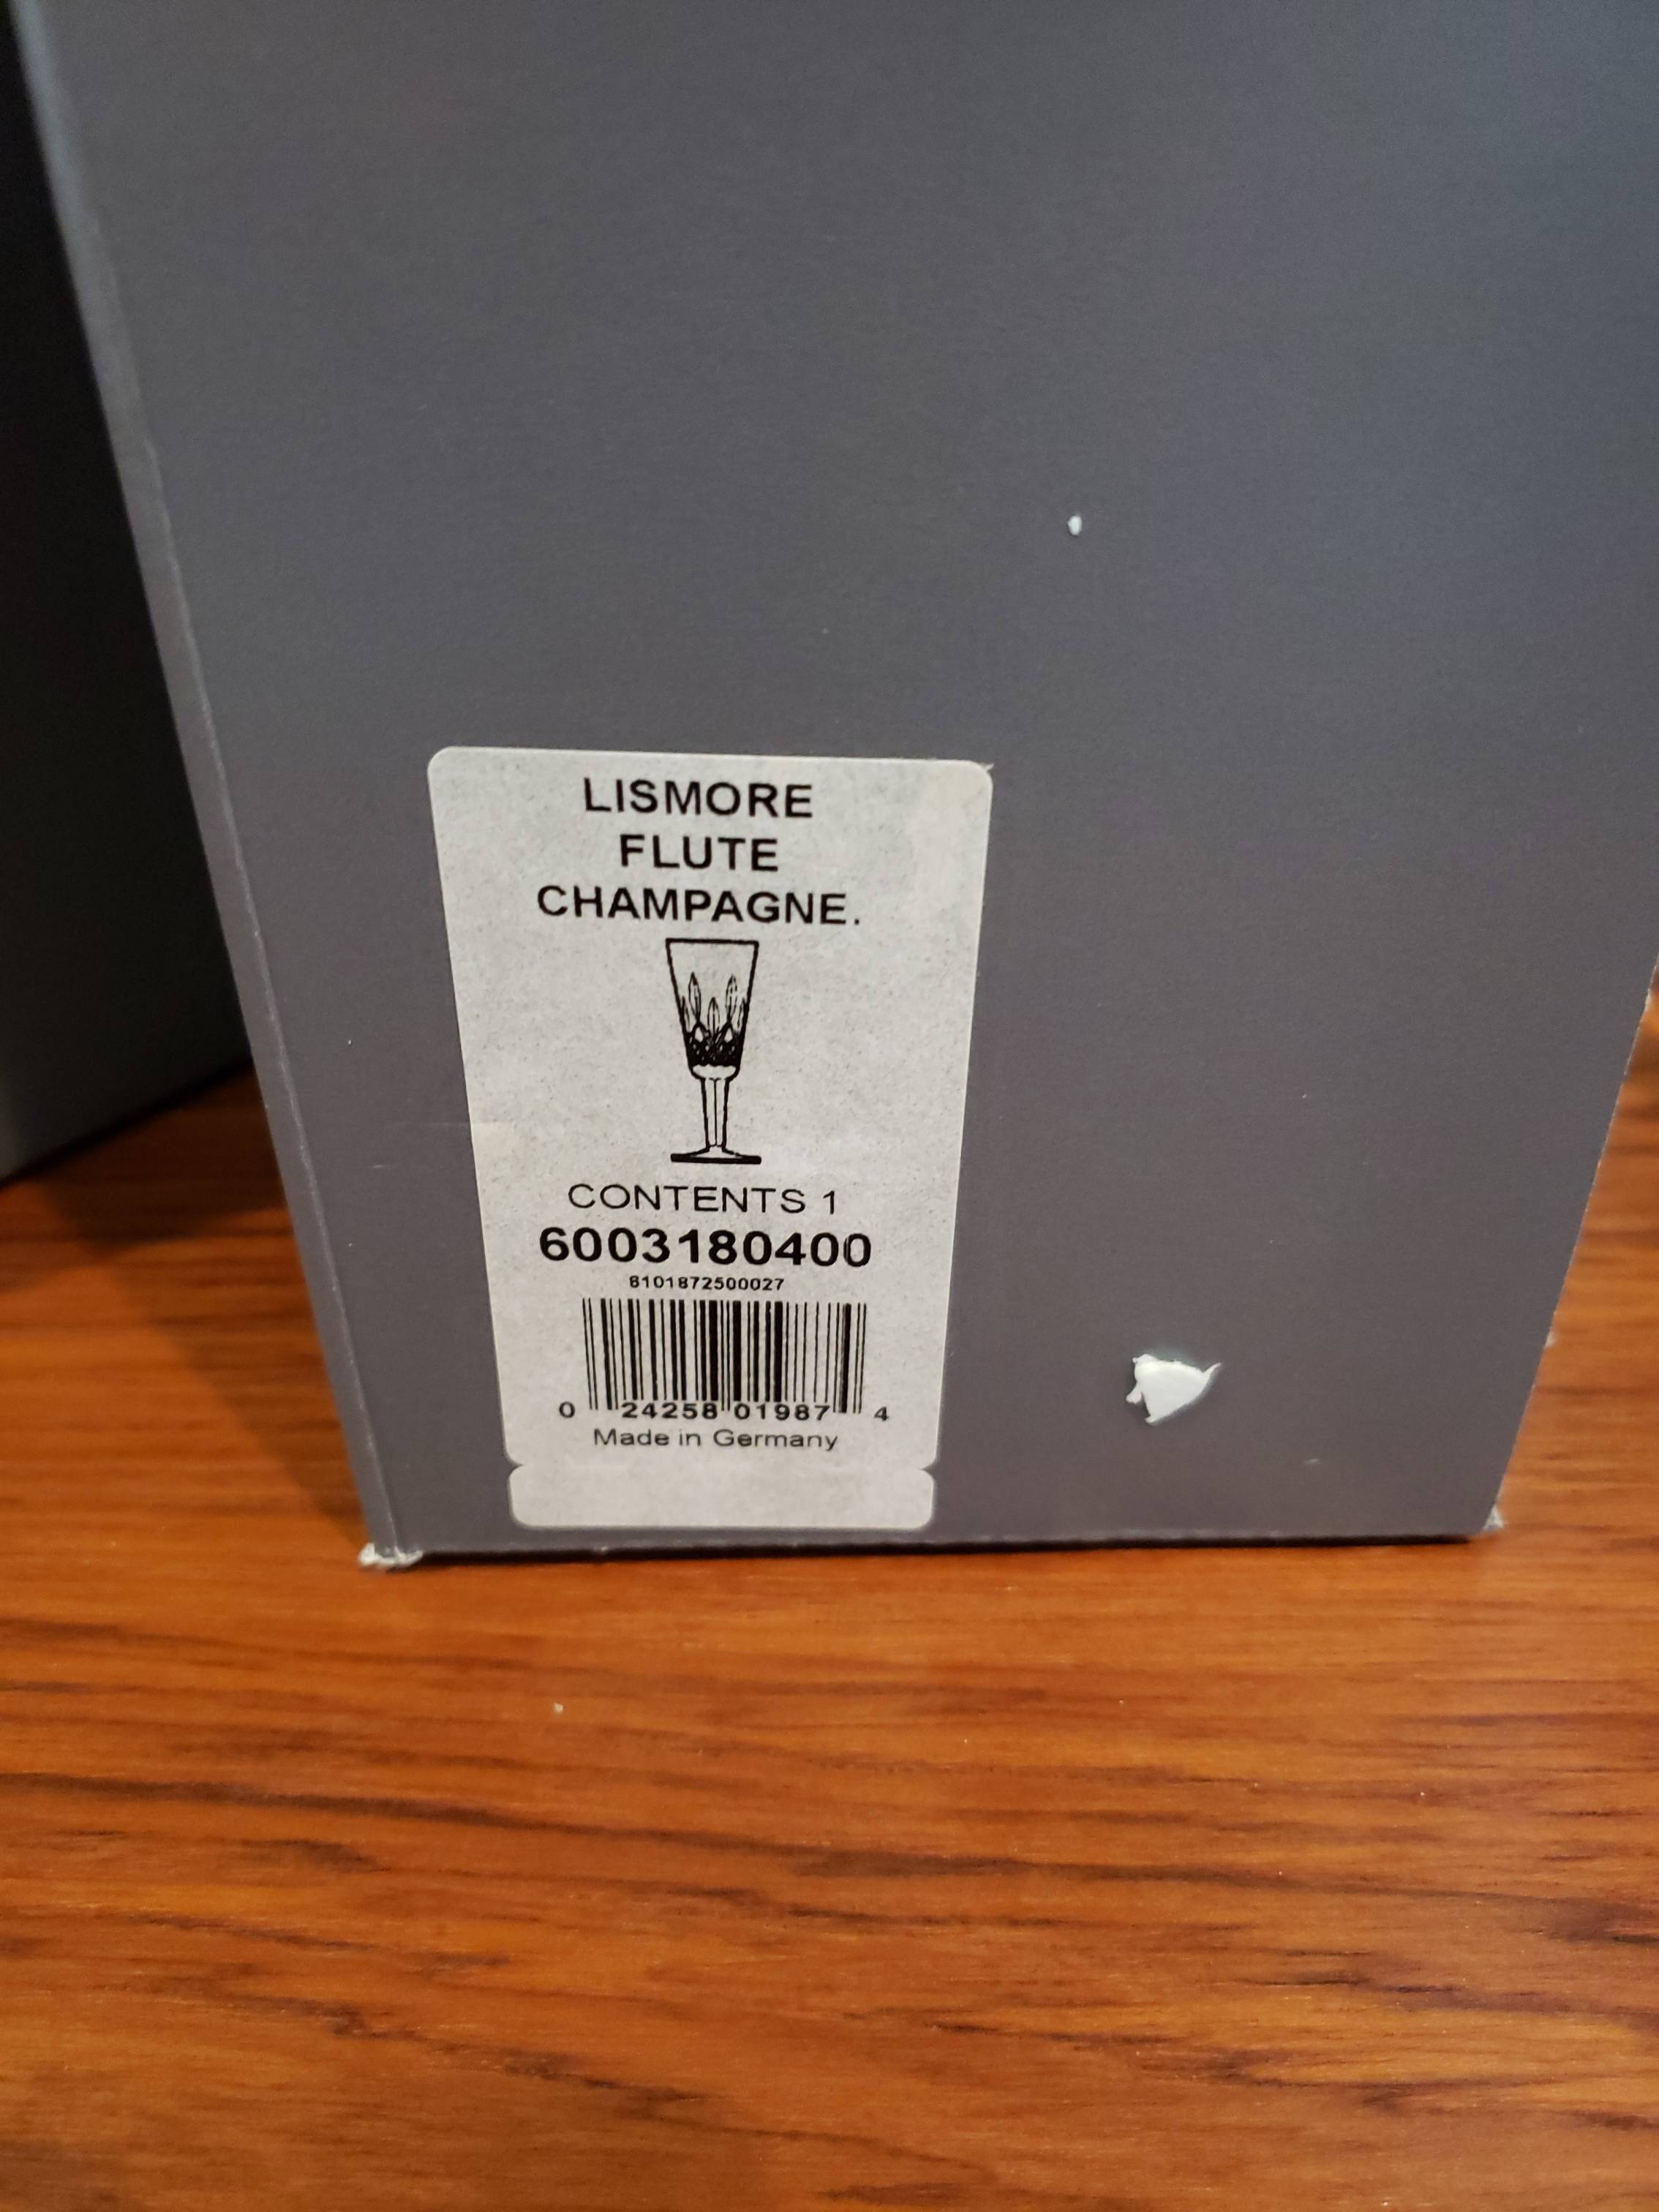 LISMORE
FLUTE
CHAMPAGNE.
CONTENTS 1
6003180400
8101872500027
0 24258 01987 4
Made in Germany